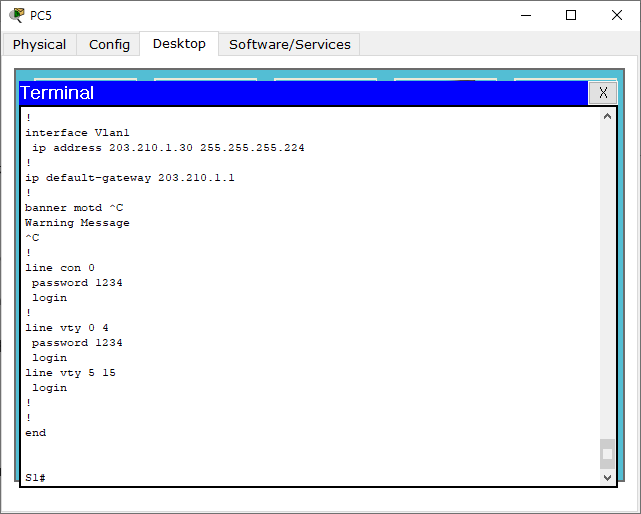 PC5
Physical Config Desktop Software/Services
Terminal X
!
interface Vlan1
 ip address 203.210.1.30 255.255.255.224
!
ip default-gateway 203.210.1.1
!
banner motd ^C
Warning Message
^C
!
line con 0
 password 1234
 login
!
line vty 0 4
 password 1234
 login
line vty 5 15
 login
!
!
end
S1#